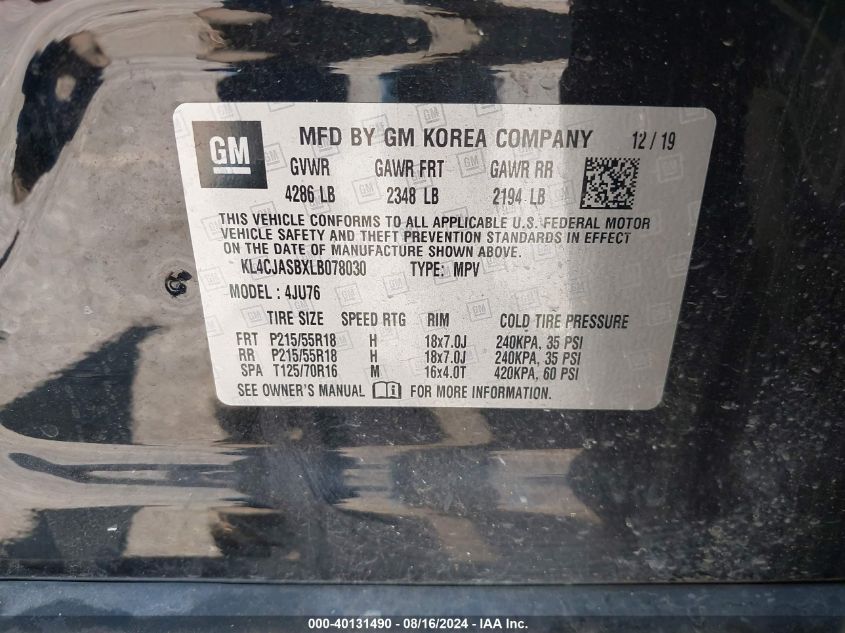 GM MFD BY GM KOREA COMPANY 12/19
GVWR GAWR FRT GAWR RR
4286 LB 2348 LB 2194 LB
THIS VEHICLE CONFORMS TO ALL APPLICABLE U.S. FEDERAL MOTOR
VEHICLE SAFETY AND THEFT PREVENTION STANDARDS IN EFFECT
ON THE DATE OF MANUFACTURE SHOWN ABOVE.
KL4CJASBXLB078030 TYPE: MPV
MODEL : 4JU76
TIRE SIZE SPEED RTG RIM COLD TIRE PRESSURE
FRT P215/55R18 H 18x7.0J 240KPA, 35 PSI
RR P215/55R18 H 18x7.0J 240KPA, 35 PSI
SPA T125/70R16 M 16x4.0T 420KPA, 60 PSI
SEE OWNER'S MANUAL FOR MORE INFORMATION.
000-40131490 - 08/16/2024 - IAA Inc.